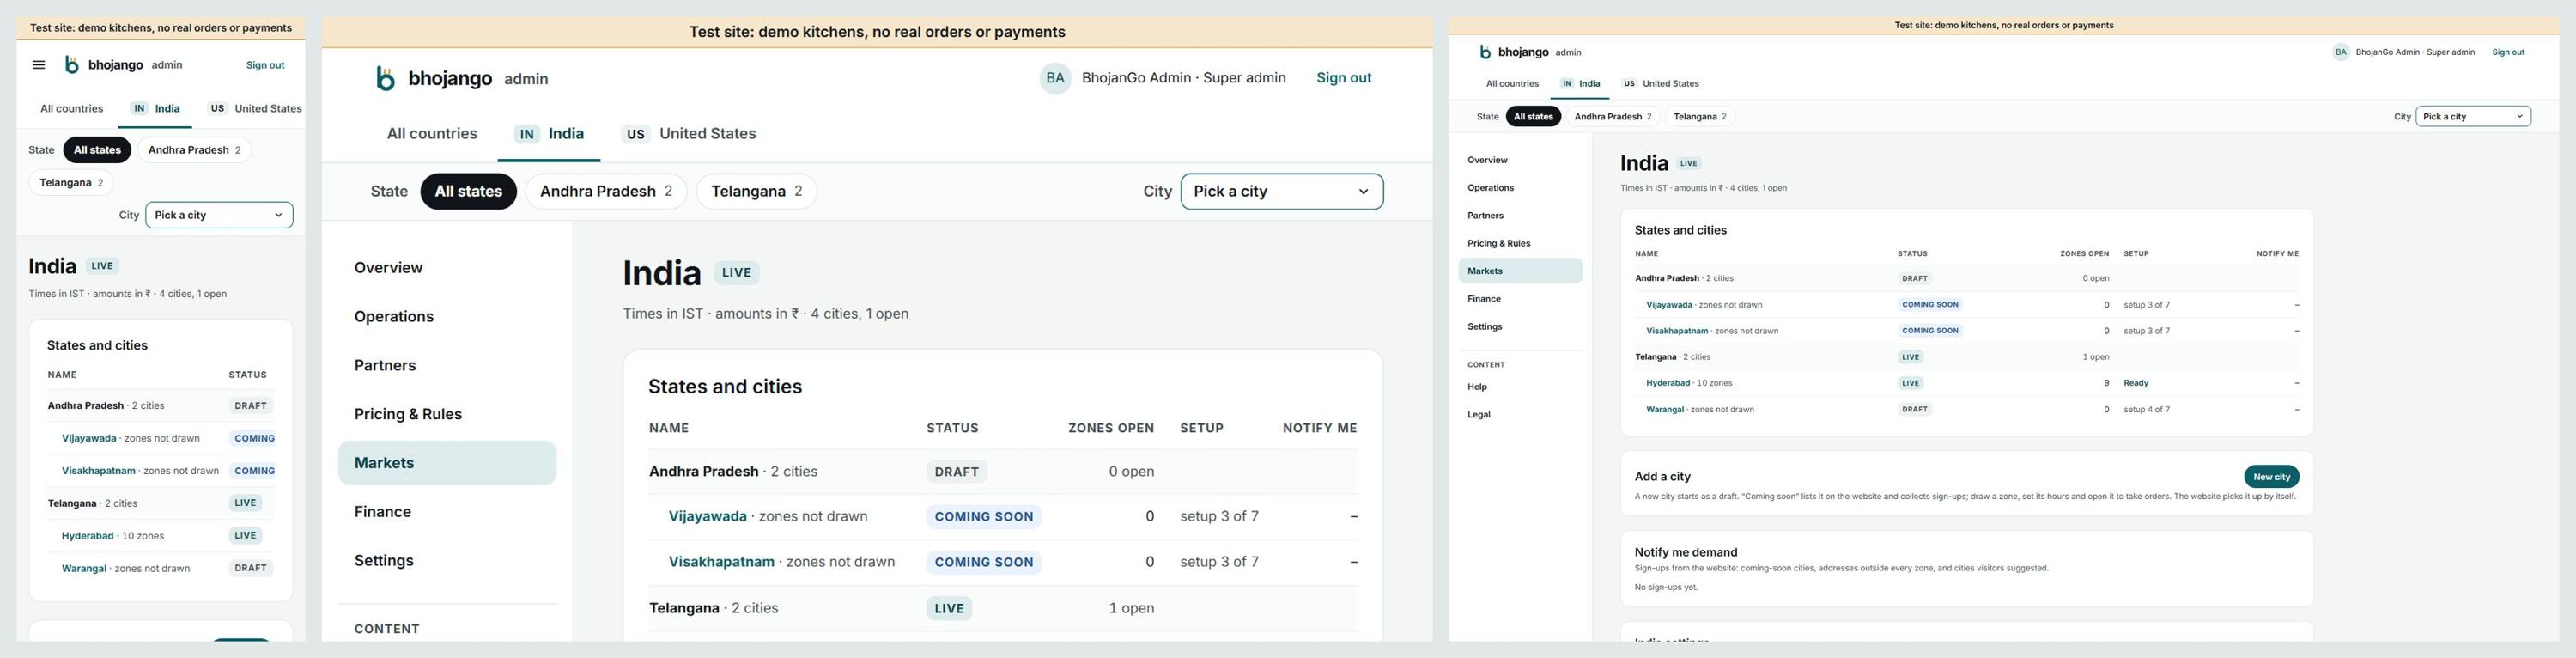 Test site: demo kitchens, no real orders or payments
bhojango admin Sign out
All countries IN India US United States
State All states Andhra Pradesh 2
Telangana 2
City Pick a city
India LIVE
Times in IST · amounts in ₹ · 4 cities, 1 open
States and cities
NAME STATUS
Andhra Pradesh · 2 cities DRAFT
Vijayawada · zones not drawn COMING
Visakhapatnam · zones not drawn COMING
Telangana · 2 cities LIVE
Hyderabad · 10 zones LIVE
Warangal · zones not drawn DRAFT
Test site: demo kitchens, no real orders or payments
bhojango admin BA BhojanGo Admin · Super admin Sign out
All countries IN India US United States
State All states Andhra Pradesh 2 Telangana 2 City Pick a city
Overview
Operations
Partners
Pricing & Rules
Markets
Finance
Settings
CONTENT
India LIVE
Times in IST · amounts in ₹ · 4 cities, 1 open
States and cities
NAME STATUS ZONES OPEN SETUP NOTIFY ME
Andhra Pradesh · 2 cities DRAFT 0 open
Vijayawada · zones not drawn COMING SOON 0 setup 3 of 7 –
Visakhapatnam · zones not drawn COMING SOON 0 setup 3 of 7 –
Telangana · 2 cities LIVE 1 open
Test site: demo kitchens, no real orders or payments
bhojango admin BA BhojanGo Admin · Super admin Sign out
All countries IN India US United States
State All states Andhra Pradesh 2 Telangana 2 City Pick a city
Overview
Operations
Partners
Pricing & Rules
Markets
Finance
Settings
CONTENT
Help
Legal
India LIVE
Times in IST · amounts in ₹ · 4 cities, 1 open
States and cities
NAME STATUS ZONES OPEN SETUP NOTIFY ME
Andhra Pradesh · 2 cities DRAFT 0 open
Vijayawada · zones not drawn COMING SOON 0 setup 3 of 7 –
Visakhapatnam · zones not drawn COMING SOON 0 setup 3 of 7 –
Telangana · 2 cities LIVE 1 open
Hyderabad · 10 zones LIVE 9 Ready –
Warangal · zones not drawn DRAFT 0 setup 4 of 7 –
Add a city New city
A new city starts as a draft. "Coming soon" lists it on the website and collects sign-ups; draw a zone, set its hours and open it to take orders. The website picks it up by itself.
Notify me demand
Sign-ups from the website: coming-soon cities, addresses outside every zone, and cities visitors suggested.
No sign-ups yet.